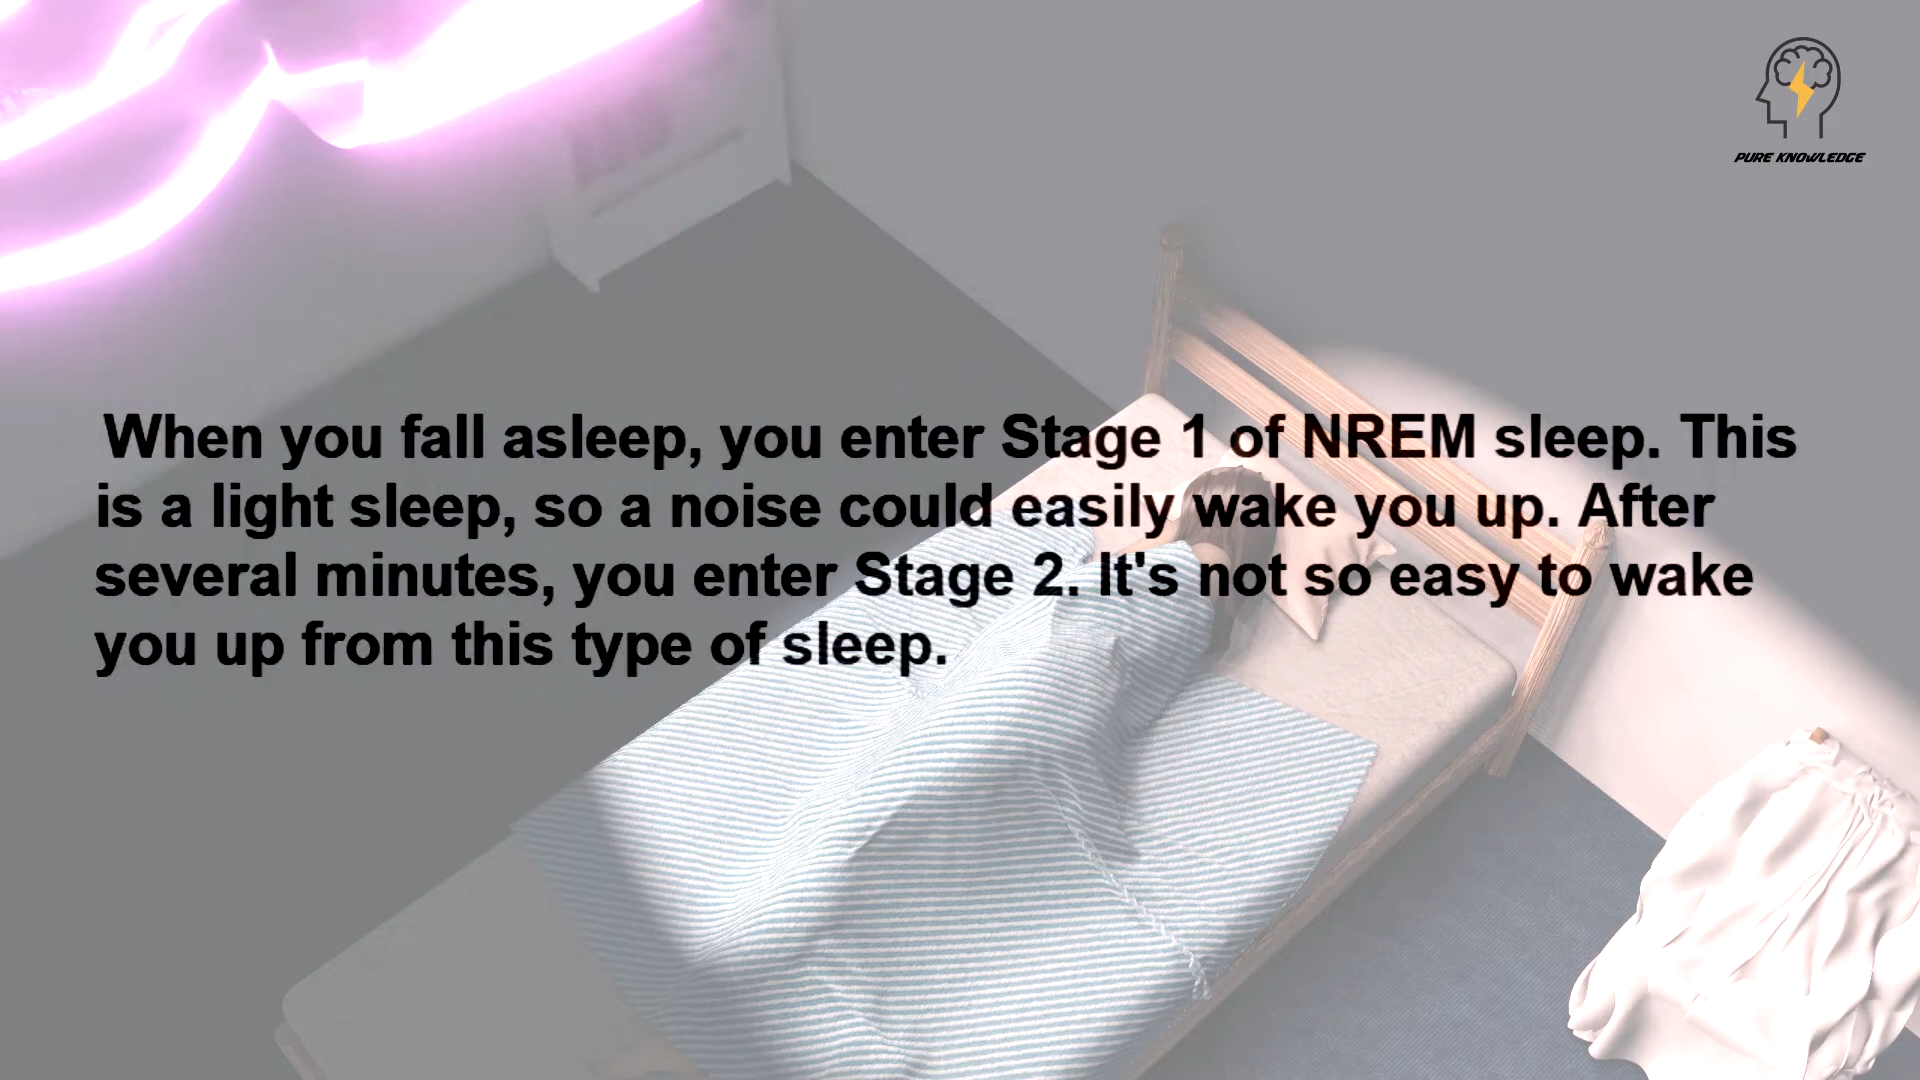 PURE KNOWLEDGE
When you fall asleep, you enter Stage 1 of NREM sleep. This
is a light sleep, so a noise could easily wake you up. After
several minutes, you enter Stage 2. It's not so easy to wake
you up from this type of sleep.